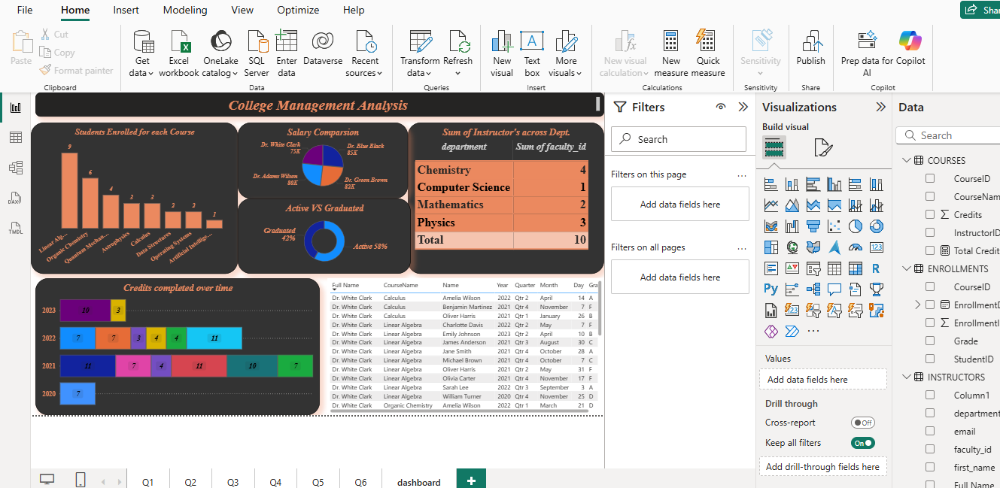 File Home Insert Modeling View Optimize Help
Share
Paste
Cut
Copy
Format painter
Clipboard
Get data
Excel workbook
OneLake catalog
SQL Server
Enter data
Dataverse
Recent sources
Data
Transform data
Refresh
Queries
New visual
Text box
More visuals
Insert
New visual calculation
New measure
Quick measure
Calculations
Sensitivity
Sensitivity
Publish
Share
Prep data for AI
Copilot
Copilot
DAX
TMDL
College Management Analysis
Students Enrolled for each Course
9
6
4
3
3
2
2
1
Linear Alg...
Organic Chemistry
Quantum Mechan...
Astrophysics
Calculus
Data Structures
Operating Systems
Artificial Intellige...
Salary Comparsion
Dr. White Clark
75K
Dr. Blue Black
85K
Dr. Adams Wilson
80K
Dr. Green Brown
82K
Active VS Graduated
Graduated
42%
Active 58%
Sum of Instructor's across Dept.
department Sum of faculty_id
Chemistry 4
Computer Science 1
Mathematics 2
Physics 3
Total 10
Credits completed over time
2023 10 3
2022 7 7 3 4 4 11
2021 11 7 4 11 10 7
2020 7
Full Name CourseName Name Year Quarter Month Day Gra
Dr. White Clark Calculus Amelia Wilson 2022 Qtr 2 April 14 A
Dr. White Clark Calculus Benjamin Martinez 2021 Qtr 4 November 7 F
Dr. White Clark Calculus Oliver Harris 2021 Qtr 1 January 26 B
Dr. White Clark Linear Algebra Charlotte Davis 2022 Qtr 2 May 7 F
Dr. White Clark Linear Algebra Emily Johnson 2023 Qtr 2 April 10 B
Dr. White Clark Linear Algebra James Anderson 2021 Qtr 3 August 30 C
Dr. White Clark Linear Algebra Jane Smith 2021 Qtr 4 October 28 A
Dr. White Clark Linear Algebra Michael Brown 2021 Qtr 4 October 7 C
Dr. White Clark Linear Algebra Oliver Harris 2021 Qtr 2 May 31 F
Dr. White Clark Linear Algebra Olivia Carter 2021 Qtr 4 November 17 F
Dr. White Clark Linear Algebra Sarah Lee 2022 Qtr 3 September 3 A
Dr. White Clark Linear Algebra William Turner 2020 Qtr 4 November 25 D
Dr. White Clark Organic Chemistry Amelia Wilson 2022 Qtr 1 March 21 D
Q1 Q2 Q3 Q4 Q5 Q6 dashboard +
Filters
Search
Filters on this page ...
Add data fields here
Filters on all pages ...
Add data fields here
Visualizations
Build visual
123
R
Py
123
...
Values
Add data fields here
Drill through
Cross-report Off
Keep all filters On
Add drill-through fields here
Data
Search
COURSES
CourseID
CourseNam
Credits
InstructorID
Total Credit
ENROLLMENTS
CourseID
EnrollmentD
EnrollmentI
Grade
StudentID
INSTRUCTORS
Column1
department
email
faculty_id
first_name
Full Name